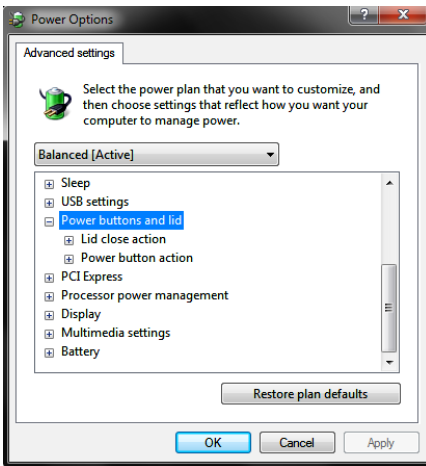 Power Options
Advanced settings
Select the power plan that you want to customize, and
then choose settings that reflect how you want your
computer to manage power.
Balanced [Active]
Sleep
USB settings
Power buttons and lid
Lid close action
Power button action
PCI Express
Processor power management
Display
Multimedia settings
Battery
Restore plan defaults
OK Cancel Apply